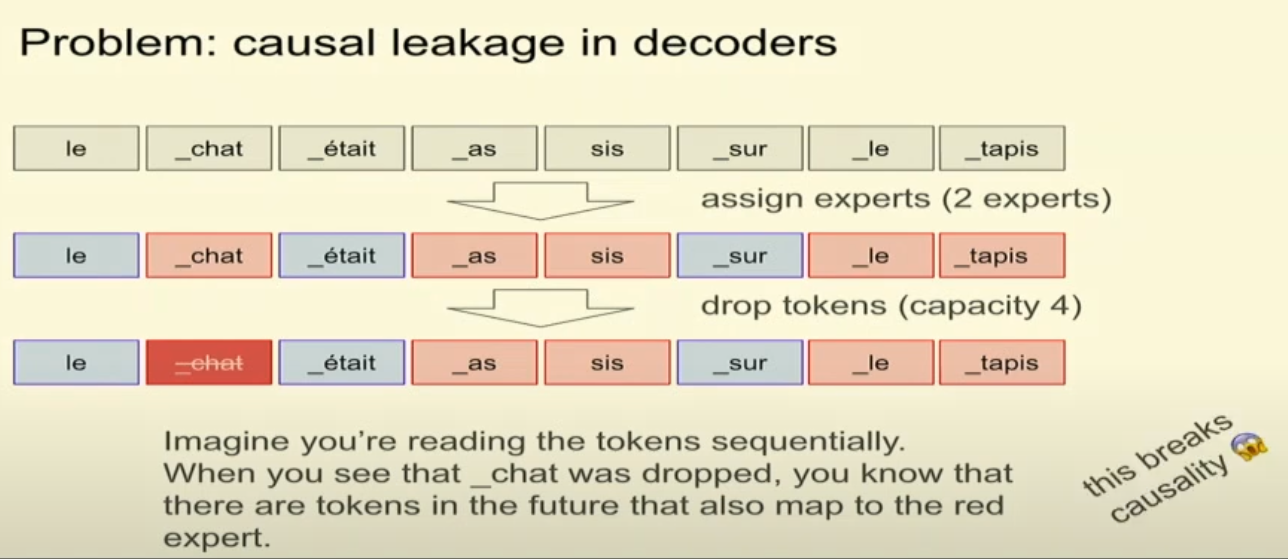 Problem: causal leakage in decoders
le _chat _était _as sis _sur _le _tapis
assign experts (2 experts)
le _chat _était _as sis _sur _le _tapis
drop tokens (capacity 4)
le _chat _était _as sis _sur _le _tapis
Imagine you're reading the tokens sequentially.
When you see that _chat was dropped, you know that
there are tokens in the future that also map to the red
expert.
this breaks
causality 😱